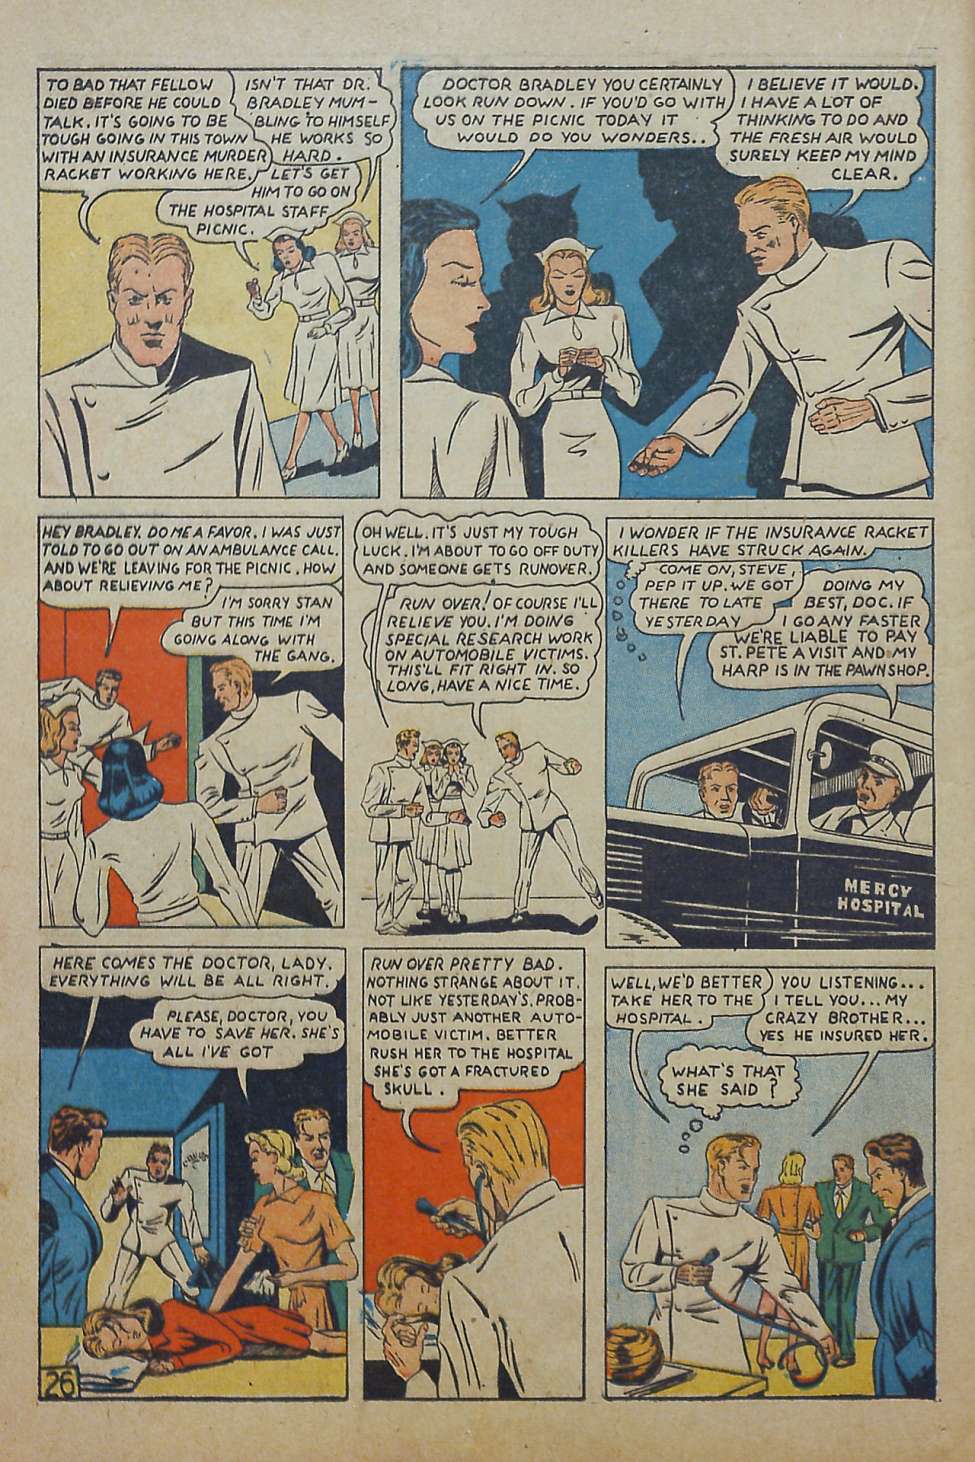 TO BAD THAT FELLOW
DIED BEFORE HE COULD
TALK. IT'S GOING TO BE
TOUGH GOING IN THIS TOWN
WITH AN INSURANCE MURDER
RACKET WORKING HERE.
ISN'T THAT DR.
BRADLEY MUM-
BLING TO HIMSELF
HE WORKS SO
HARD.
LET'S GET
HIM TO GO ON
THE HOSPITAL STAFF
PICNIC.
DOCTOR BRADLEY YOU CERTAINLY
LOOK RUN DOWN. IF YOU'D GO WITH
US ON THE PICNIC TODAY IT
WOULD DO YOU WONDERS..
I BELIEVE IT WOULD.
I HAVE A LOT OF
THINKING TO DO AND
THE FRESH AIR WOULD
SURELY KEEP MY MIND
CLEAR.
HEY BRADLEY. DO ME A FAVOR. I WAS JUST
TOLD TO GO OUT ON AN AMBULANCE CALL.
AND WE'RE LEAVING FOR THE PICNIC. HOW
ABOUT RELIEVING ME?
I'M SORRY STAN
BUT THIS TIME I'M
GOING ALONG WITH
THE GANG.
OH WELL. IT'S JUST MY TOUGH
LUCK. I'M ABOUT TO GO OFF DUTY
AND SOMEONE GETS RUNOVER.
RUN OVER! OF COURSE I'LL
RELIEVE YOU. I'M DOING
SPECIAL RESEARCH WORK
ON AUTOMOBILE VICTIMS.
THIS'LL FIT RIGHT IN. SO
LONG, HAVE A NICE TIME.
I WONDER IF THE INSURANCE RACKET
KILLERS HAVE STRUCK AGAIN.
COME ON, STEVE,
PEP IT UP. WE GOT
THERE TO LATE
YESTERDAY
DOING MY
BEST, DOC. IF
I GO ANY FASTER
WE'RE LIABLE TO PAY
ST. PETE A VISIT AND MY
HARP IS IN THE PAWNSHOP.
MERCY
HOSPITAL
HERE COMES THE DOCTOR, LADY.
EVERYTHING WILL BE ALL RIGHT.
PLEASE, DOCTOR, YOU
HAVE TO SAVE HER. SHE'S
ALL I'VE GOT
26
RUN OVER PRETTY BAD.
NOTHING STRANGE ABOUT IT.
NOT LIKE YESTERDAY'S, PROB-
ABLY JUST ANOTHER AUTO-
MOBILE VICTIM. BETTER
RUSH HER TO THE HOSPITAL
SHE'S GOT A FRACTURED
SKULL.
WELL, WE'D BETTER
TAKE HER TO THE
HOSPITAL.
YOU LISTENING...
I TELL YOU... MY
CRAZY BROTHER...
YES HE INSURED HER.
WHAT'S THAT
SHE SAID?